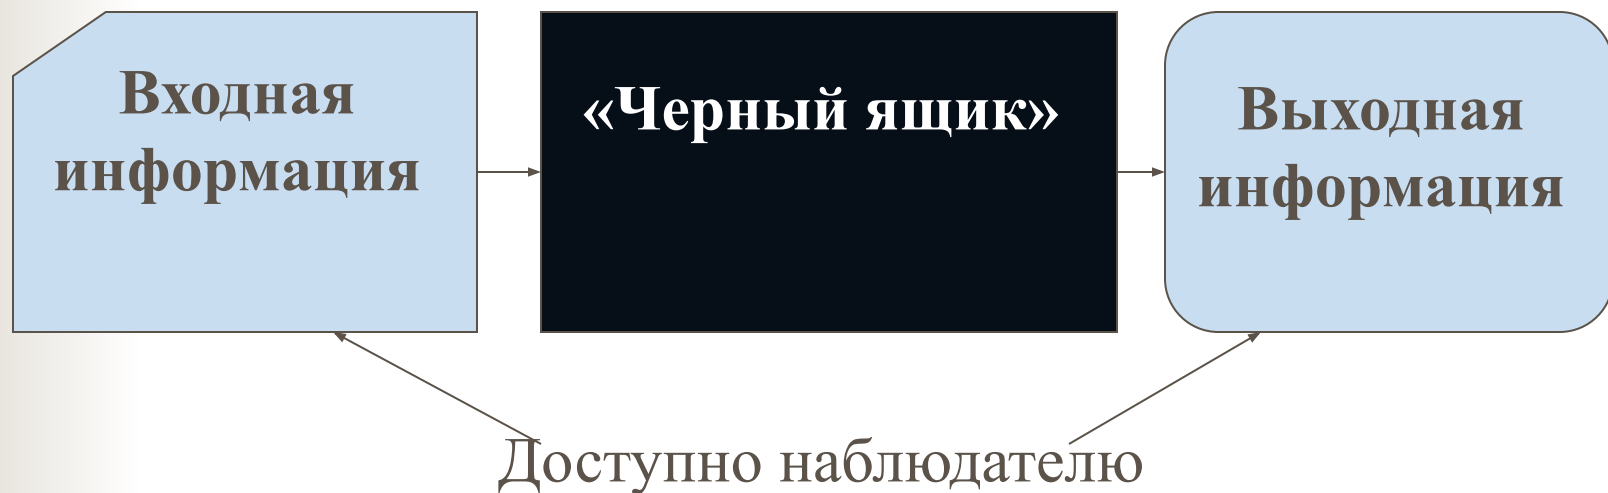 Входная
информация
«Черный ящик»
Выходная
информация
Доступно наблюдателю